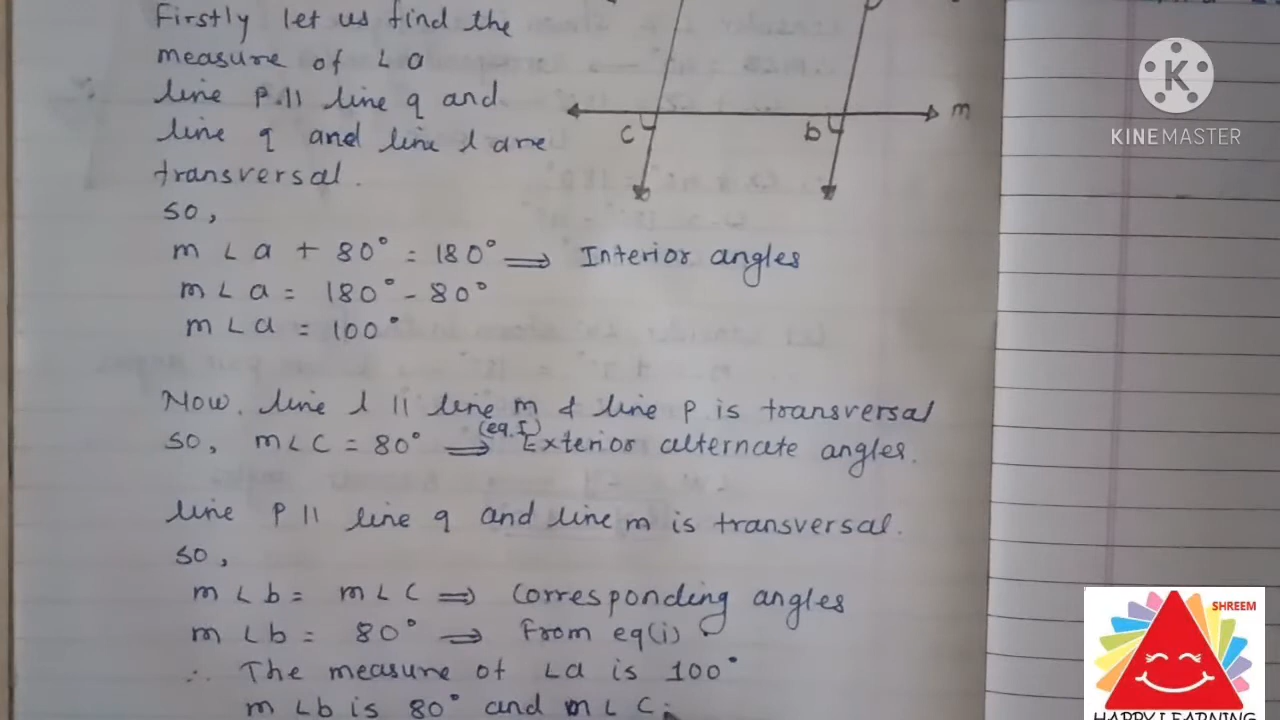 Firstly let us find the
measure of ∠a
line p || line q and
line q and line l are
transversal.
so,
m∠a + 80° = 180° ⟹ Interior angles
m∠a = 180° - 80°
m∠a = 100°
m
c
b
Now, line l || line m & line p is transversal
so, m∠c = 80° ⟹ (eq.I) Exterior alternate angles.
line p || line q and line m is transversal.
so,
m∠b = m∠c ⟹ Corresponding angles
m∠b = 80° ⟹ From eq(i)
∴ The measure of ∠a is 100°
m∠b is 80° and m∠c
K
KINEMASTER
SHREEM
HAPPY LEARNING